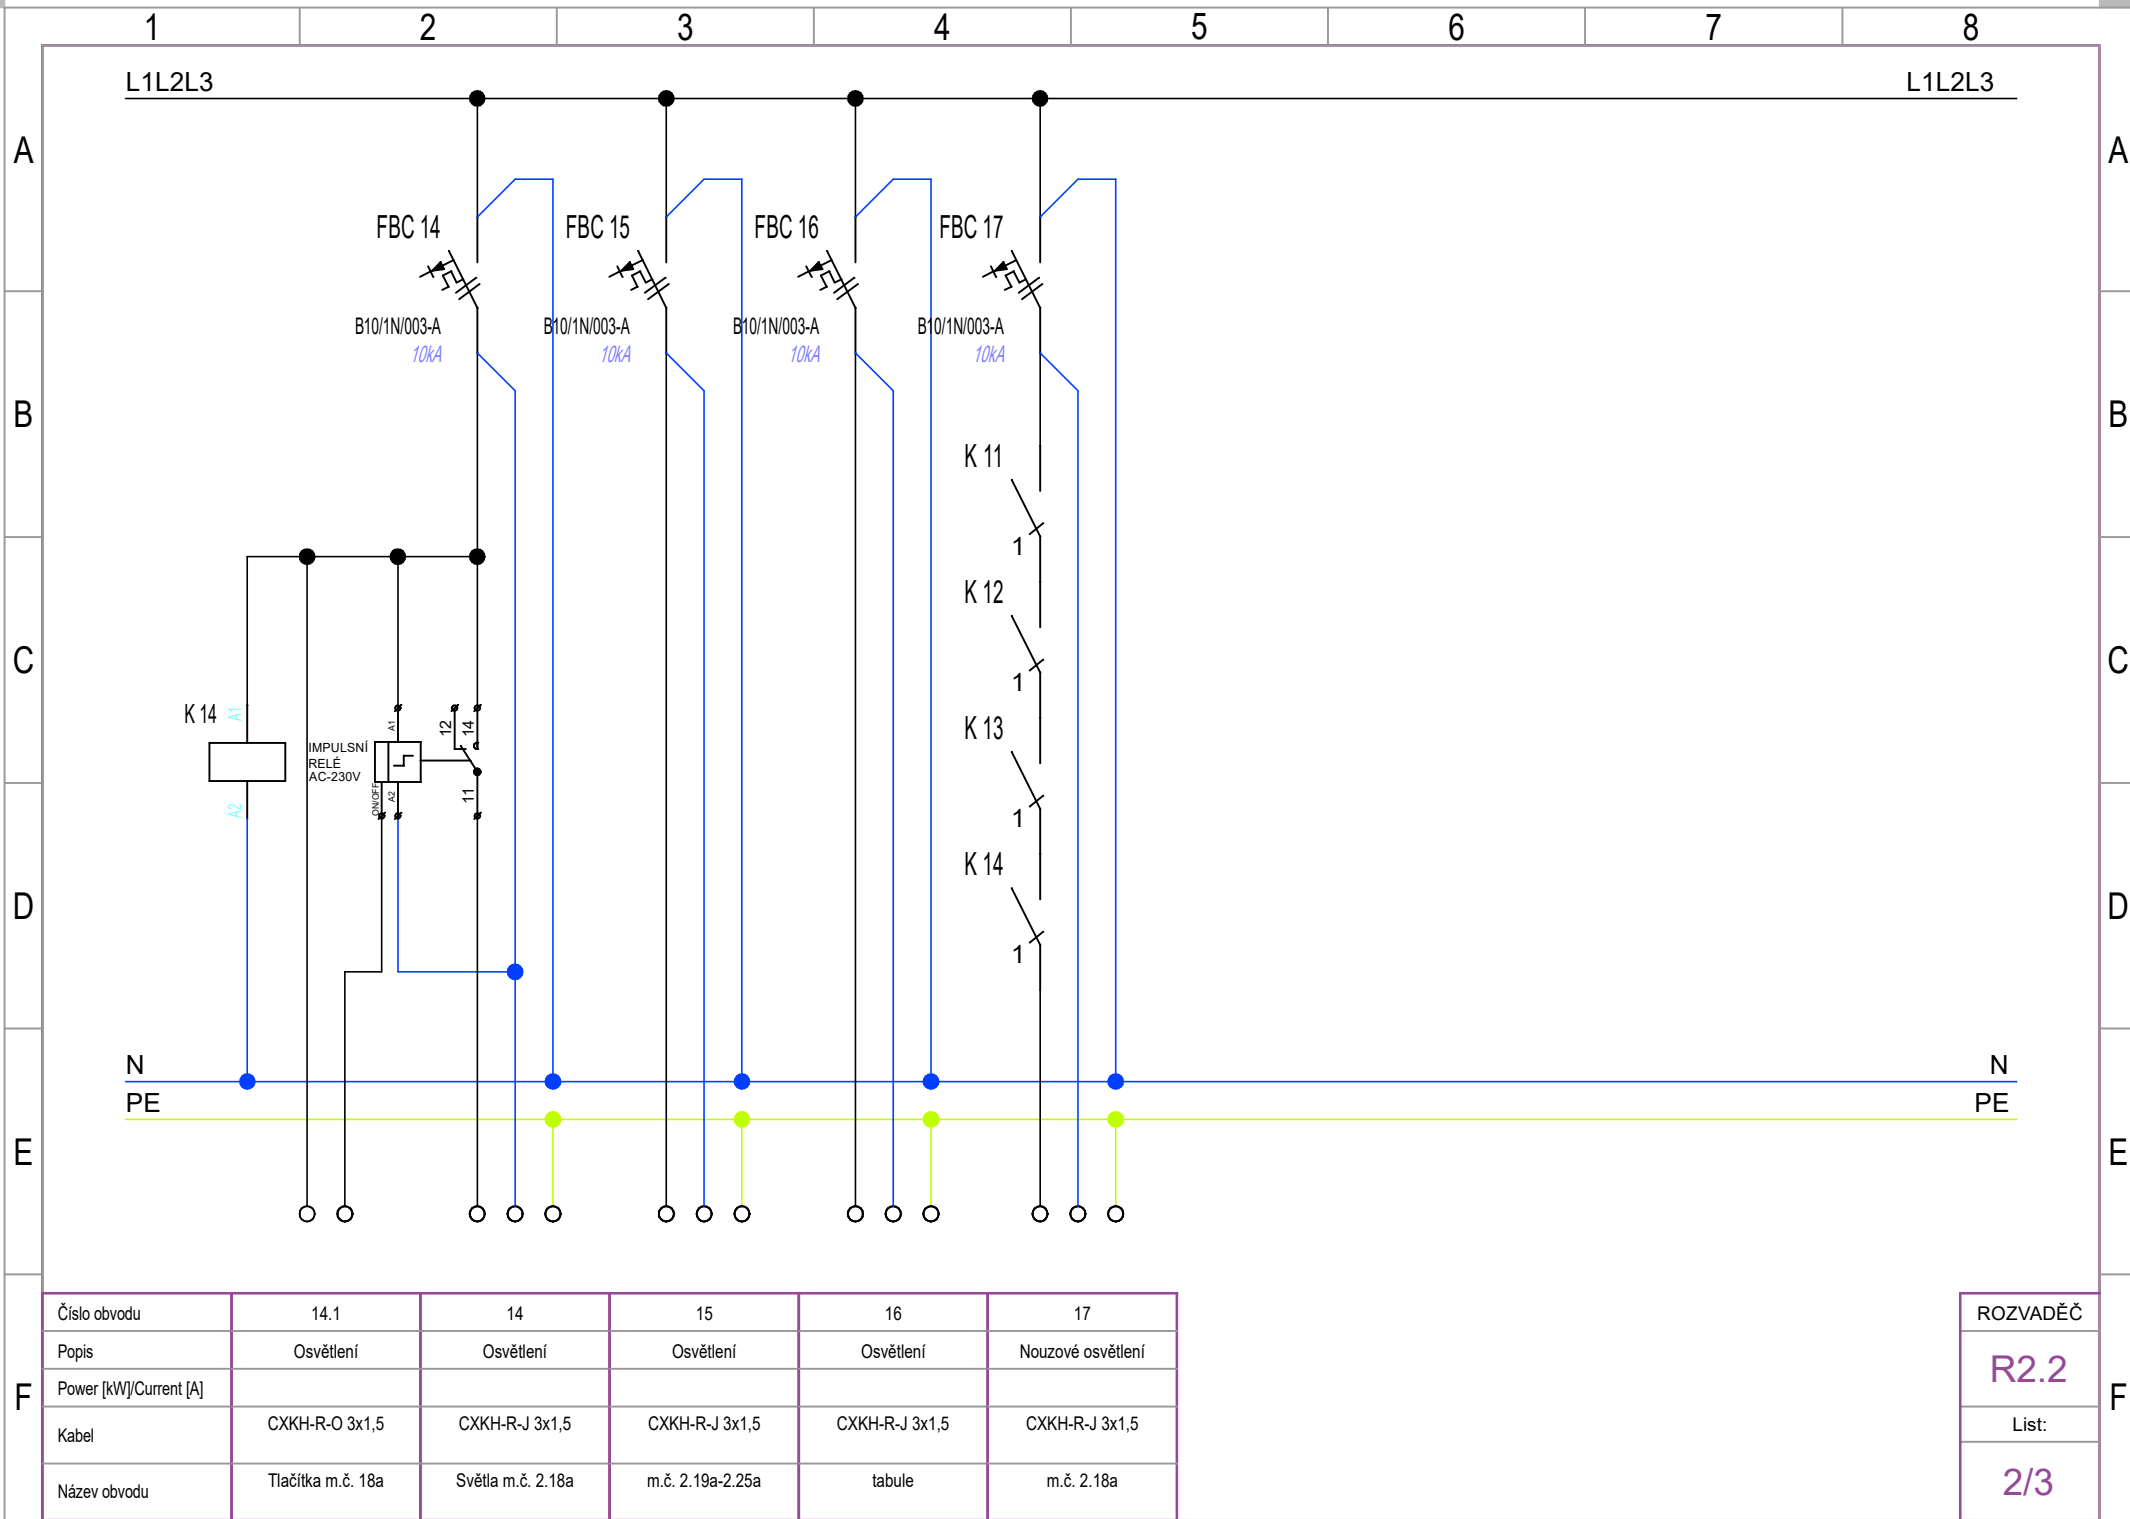 1 2 3 4 5 6 7 8
L1L2L3 L1L2L3
A A
FBC 14 FBC 15 FBC 16 FBC 17
B10/1N/003-A B10/1N/003-A B10/1N/003-A B10/1N/003-A
10kA 10kA 10kA 10kA
B B
K 11
1
K 12
1
C C
K 14 A1
A1 12 14
K 13
IMPULSNÍ
RELÉ
AC-230V
ON/OFF A2 11
A2
1
K 14
1
D D
N N
PE PE
E E
Číslo obvodu 14.1 14 15 16 17
Popis Osvětlení Osvětlení Osvětlení Osvětlení Nouzové osvětlení
Power [kW]/Current [A]
Kabel CXKH-R-O 3x1,5 CXKH-R-J 3x1,5 CXKH-R-J 3x1,5 CXKH-R-J 3x1,5 CXKH-R-J 3x1,5
Název obvodu Tlačítka m.č. 18a Světla m.č. 2.18a m.č. 2.19a-2.25a tabule m.č. 2.18a
F F
ROZVADĚČ
R2.2
List:
2/3